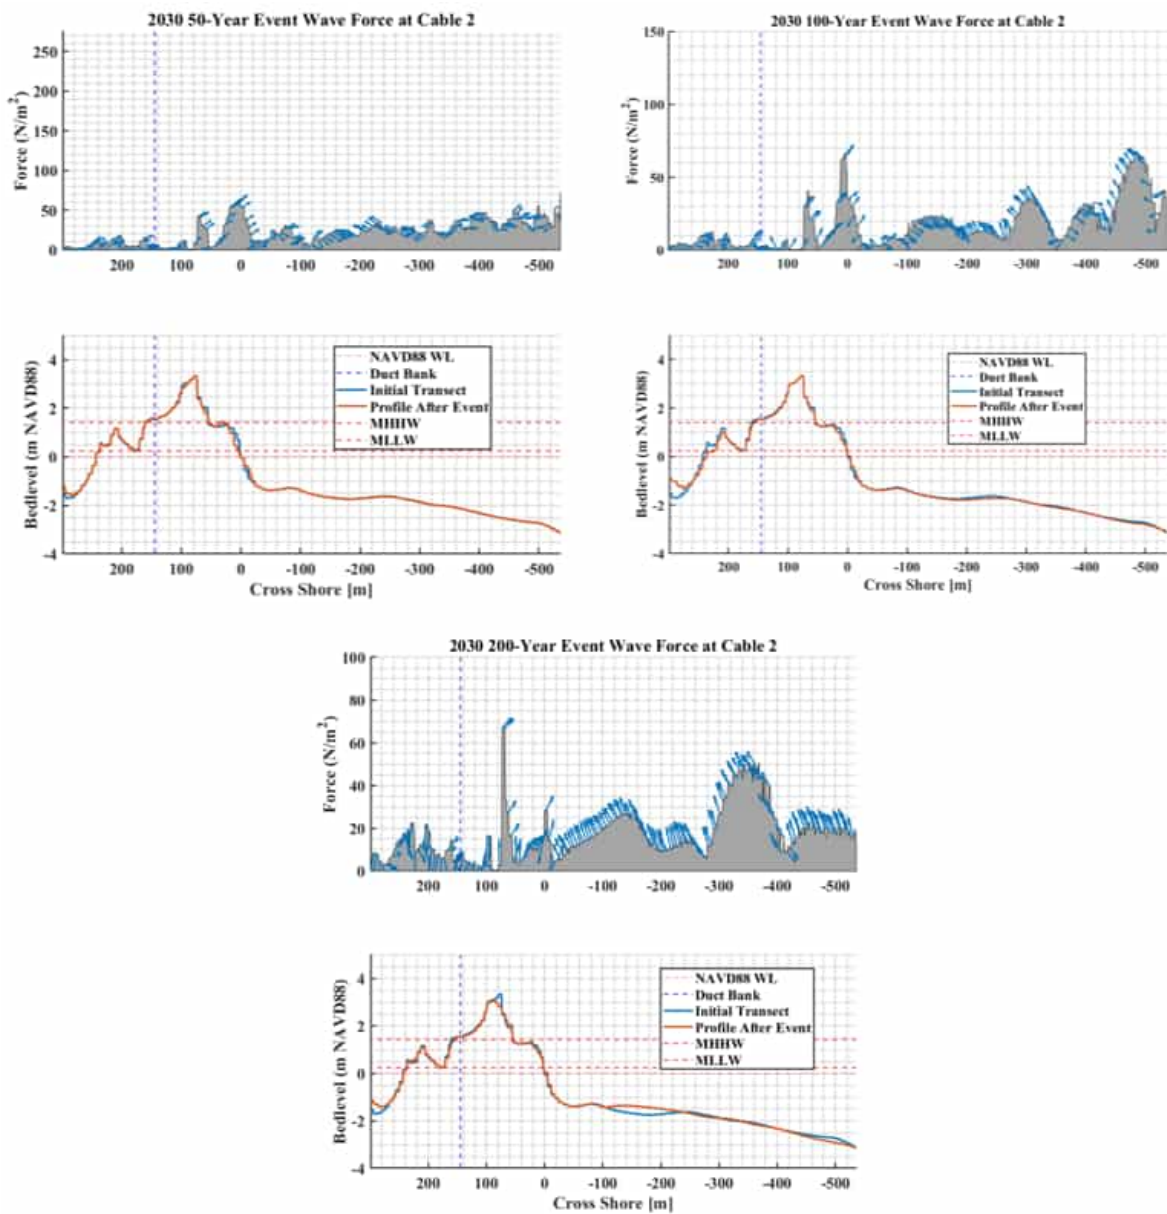 2030 50-Year Event Wave Force at Cable 2
Force (N/m²)
250
200
150
100
50
0
200 100 0 -100 -200 -300 -400 -500
Bedlevel (m NAVD88)
4
2
0
-2
-4
NAVD88 WL
Duct Bank
Initial Transect
Profile After Event
MHHW
MLLW
200 100 0 -100 -200 -300 -400 -500
Cross Shore [m]
2030 100-Year Event Wave Force at Cable 2
Force (N/m²)
150
100
50
0
200 100 0 -100 -200 -300 -400 -500
Bedlevel (m NAVD88)
4
2
0
-2
-4
NAVD88 WL
Duct Bank
Initial Transect
Profile After Event
MHHW
MLLW
200 100 0 -100 -200 -300 -400 -500
Cross Shore [m]
2030 200-Year Event Wave Force at Cable 2
Force (N/m²)
100
80
60
40
20
0
200 100 0 -100 -200 -300 -400 -500
Bedlevel (m NAVD88)
4
2
0
-2
-4
NAVD88 WL
Duct Bank
Initial Transect
Profile After Event
MHHW
MLLW
200 100 0 -100 -200 -300 -400 -500
Cross Shore [m]